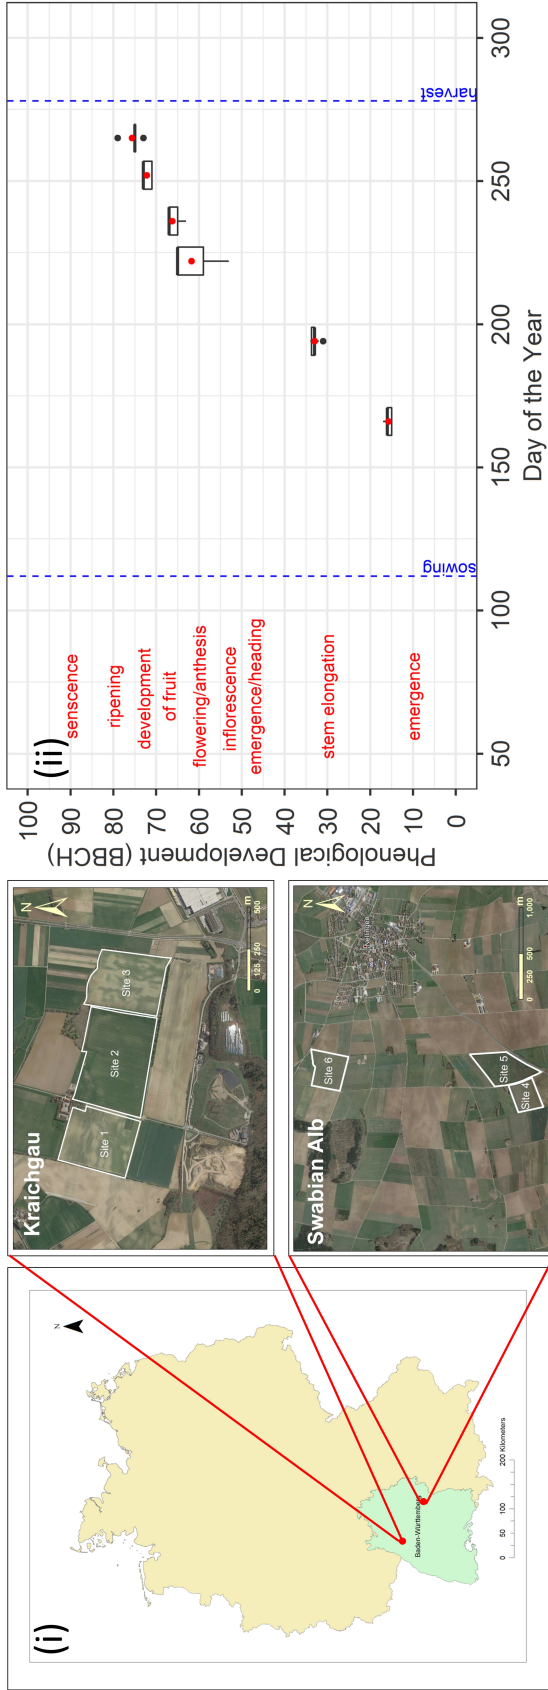 (i)
N
Baden-Württemberg
0 50 100 200 Kilometers
Kraichgau
N
Site 1
Site 2
Site 3
0 125 250 500
m
Swabian Alb
N
Site 6
Site 5
Site 4
0 500 1,000
m
(ii)
Phenological Development (BBCH)
100
90
80
70
60
50
40
30
20
10
0
senscence
ripening
development
of fruit
flowering/anthesis
inflorescence
emergence/heading
stem elongation
emergence
sowing
harvest
50
100
150
200
250
300
Day of the Year